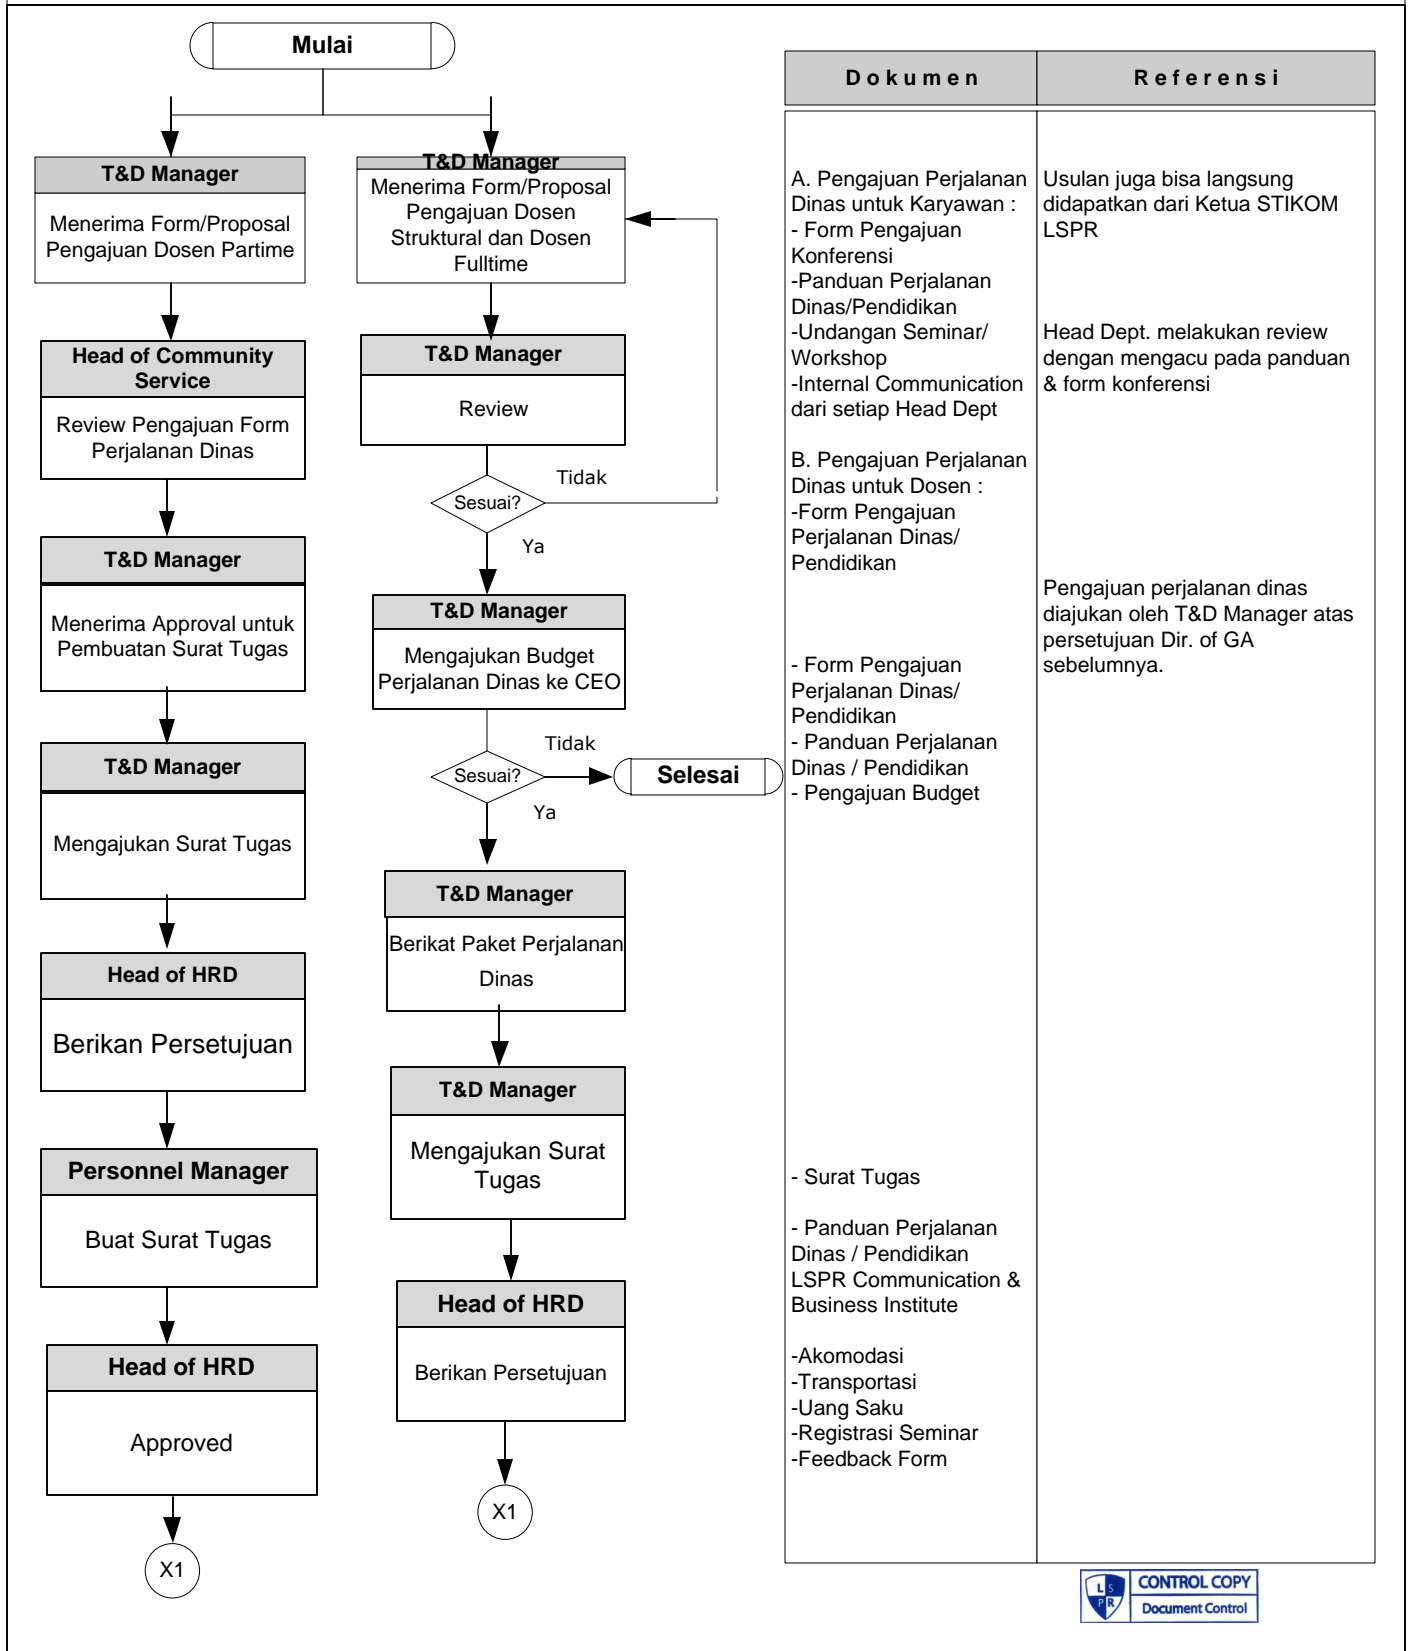 Mulai
T&D Manager
Menerima Form/Proposal
Pengajuan Dosen Partime
Head of Community
Service
Review Pengajuan Form
Perjalanan Dinas
T&D Manager
Menerima Approval untuk
Pembuatan Surat Tugas
T&D Manager
Mengajukan Surat Tugas
Head of HRD
Berikan Persetujuan
Personnel Manager
Buat Surat Tugas
Head of HRD
Approved
X1
T&D Manager
Menerima Form/Proposal
Pengajuan Dosen
Struktural dan Dosen
Fulltime
T&D Manager
Review
Sesuai?
Tidak
Ya
T&D Manager
Mengajukan Budget
Perjalanan Dinas ke CEO
Sesuai?
Tidak
Selesai
Ya
T&D Manager
Berikat Paket Perjalanan
Dinas
T&D Manager
Mengajukan Surat
Tugas
Head of HRD
Berikan Persetujuan
X1
Dokumen
A. Pengajuan Perjalanan
Dinas untuk Karyawan :
- Form Pengajuan
Konferensi
-Panduan Perjalanan
Dinas/Pendidikan
-Undangan Seminar/
Workshop
-Internal Communication
dari setiap Head Dept
B. Pengajuan Perjalanan
Dinas untuk Dosen :
-Form Pengajuan
Perjalanan Dinas/
Pendidikan
- Form Pengajuan
Perjalanan Dinas/
Pendidikan
- Panduan Perjalanan
Dinas / Pendidikan
- Pengajuan Budget
- Surat Tugas
- Panduan Perjalanan
Dinas / Pendidikan
LSPR Communication &
Business Institute
-Akomodasi
-Transportasi
-Uang Saku
-Registrasi Seminar
-Feedback Form
Referensi
Usulan juga bisa langsung
didapatkan dari Ketua STIKOM
LSPR
Head Dept. melakukan review
dengan mengacu pada panduan
& form konferensi
Pengajuan perjalanan dinas
diajukan oleh T&D Manager atas
persetujuan Dir. of GA
sebelumnya.
L S
P R
CONTROL COPY
Document Control